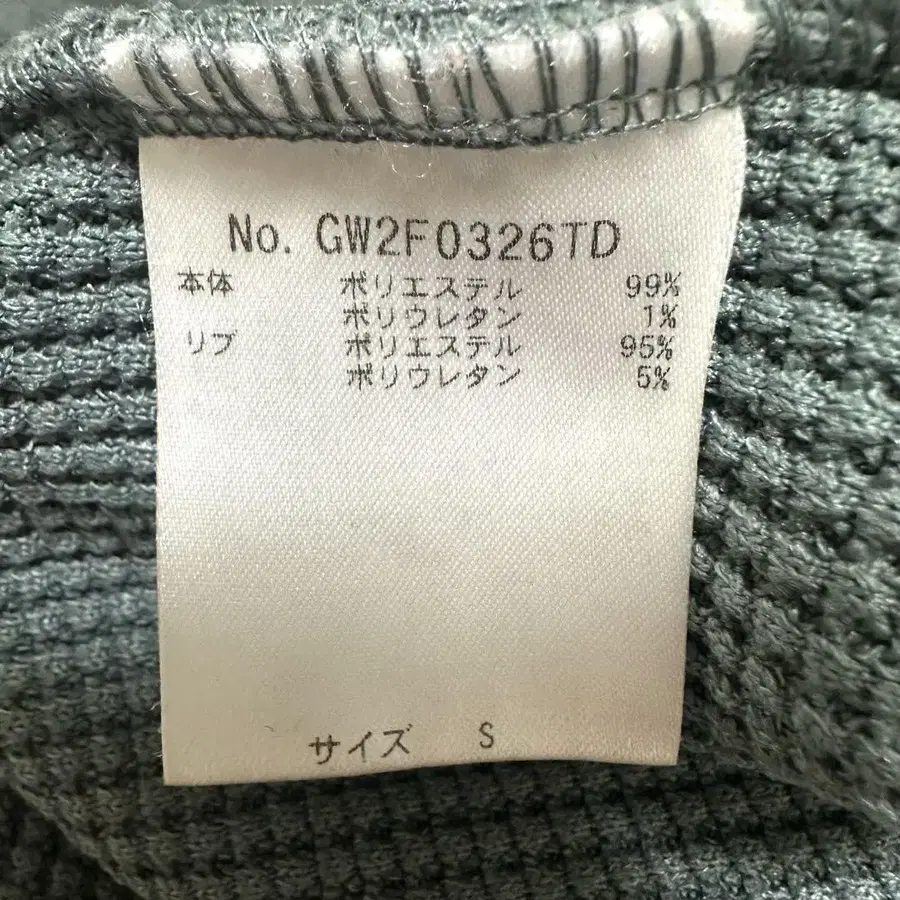 No. GW2F0326TD
本体 ポリエステル 99%
ポリウレタン 1%
リブ ポリエステル 95%
ポリウレタン 5%
サイズ S